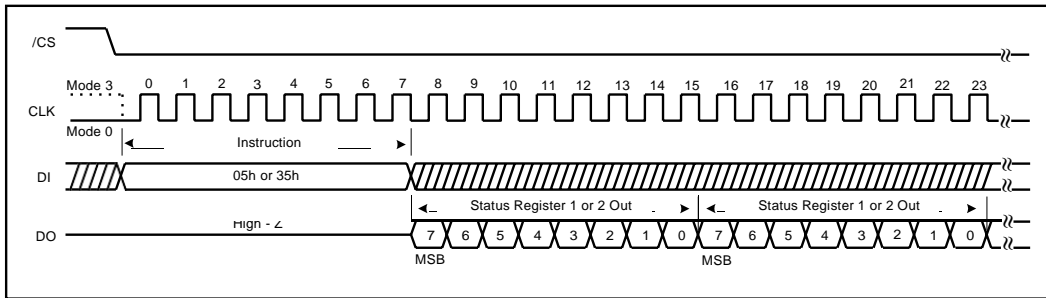 /CS
Mode 3
0 1 2 3 4 5 6 7 8 9 10 11 12 13 14 15 16 17 18 19 20 21 22 23
CLK
Mode 0
Instruction
DI
05h or 35h
Status Register 1 or 2 Out
Status Register 1 or 2 Out
High - Z
DO
7 6 5 4 3 2 1 0 7 6 5 4 3 2 1 0
MSB
MSB